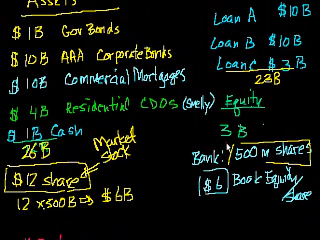 Assets
$1B Gov Bonds
$10B AAA Corporate Banks
$10B Commercial Mortgages
$4B Residential CDOs (Smelly)
$1B Cash
26B
Market stock
$12 share
12 × 500B ⇒ $6B
Loan A $10B
Loan B $10B
Loan C $3B
23B
Equity
3B
Bank: 500 m shares
$6 Book Equity / share